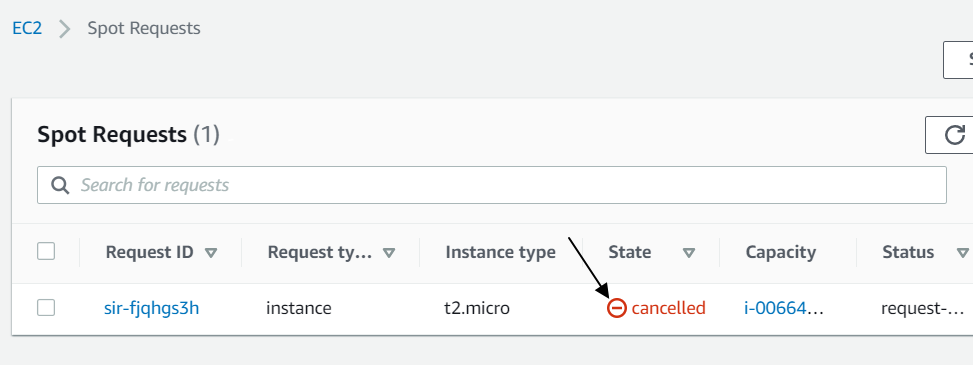 EC2 Spot Requests
Spot Requests (1)
Search for requests
Request ID Request ty... Instance type State Capacity Status
sir-fjqhgs3h instance t2.micro cancelled i-00664... request-...